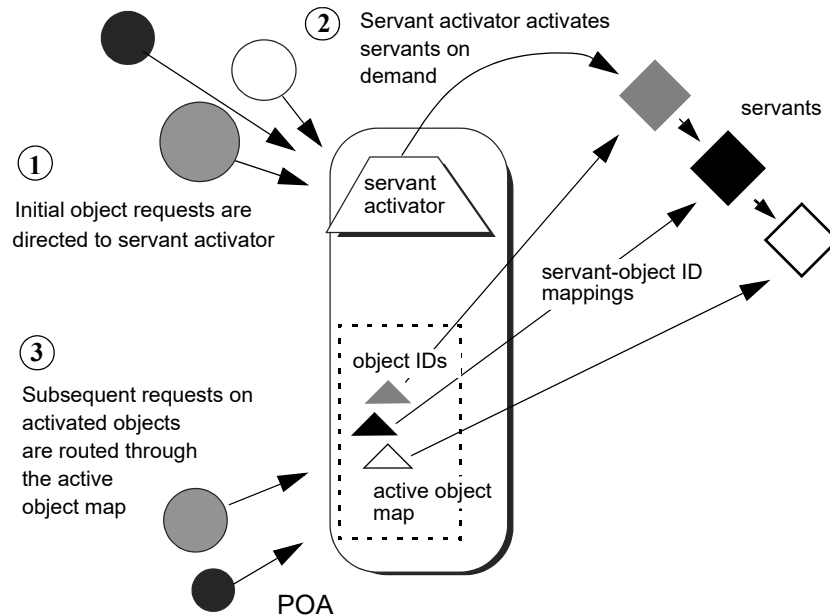 2
Servant activator activates
servants on
demand
servants
1
Initial object requests are
directed to servant activator
servant
activator
servant-object ID
mappings
3
Subsequent requests on
activated objects
are routed through
the active
object map
object IDs
active object
map
POA